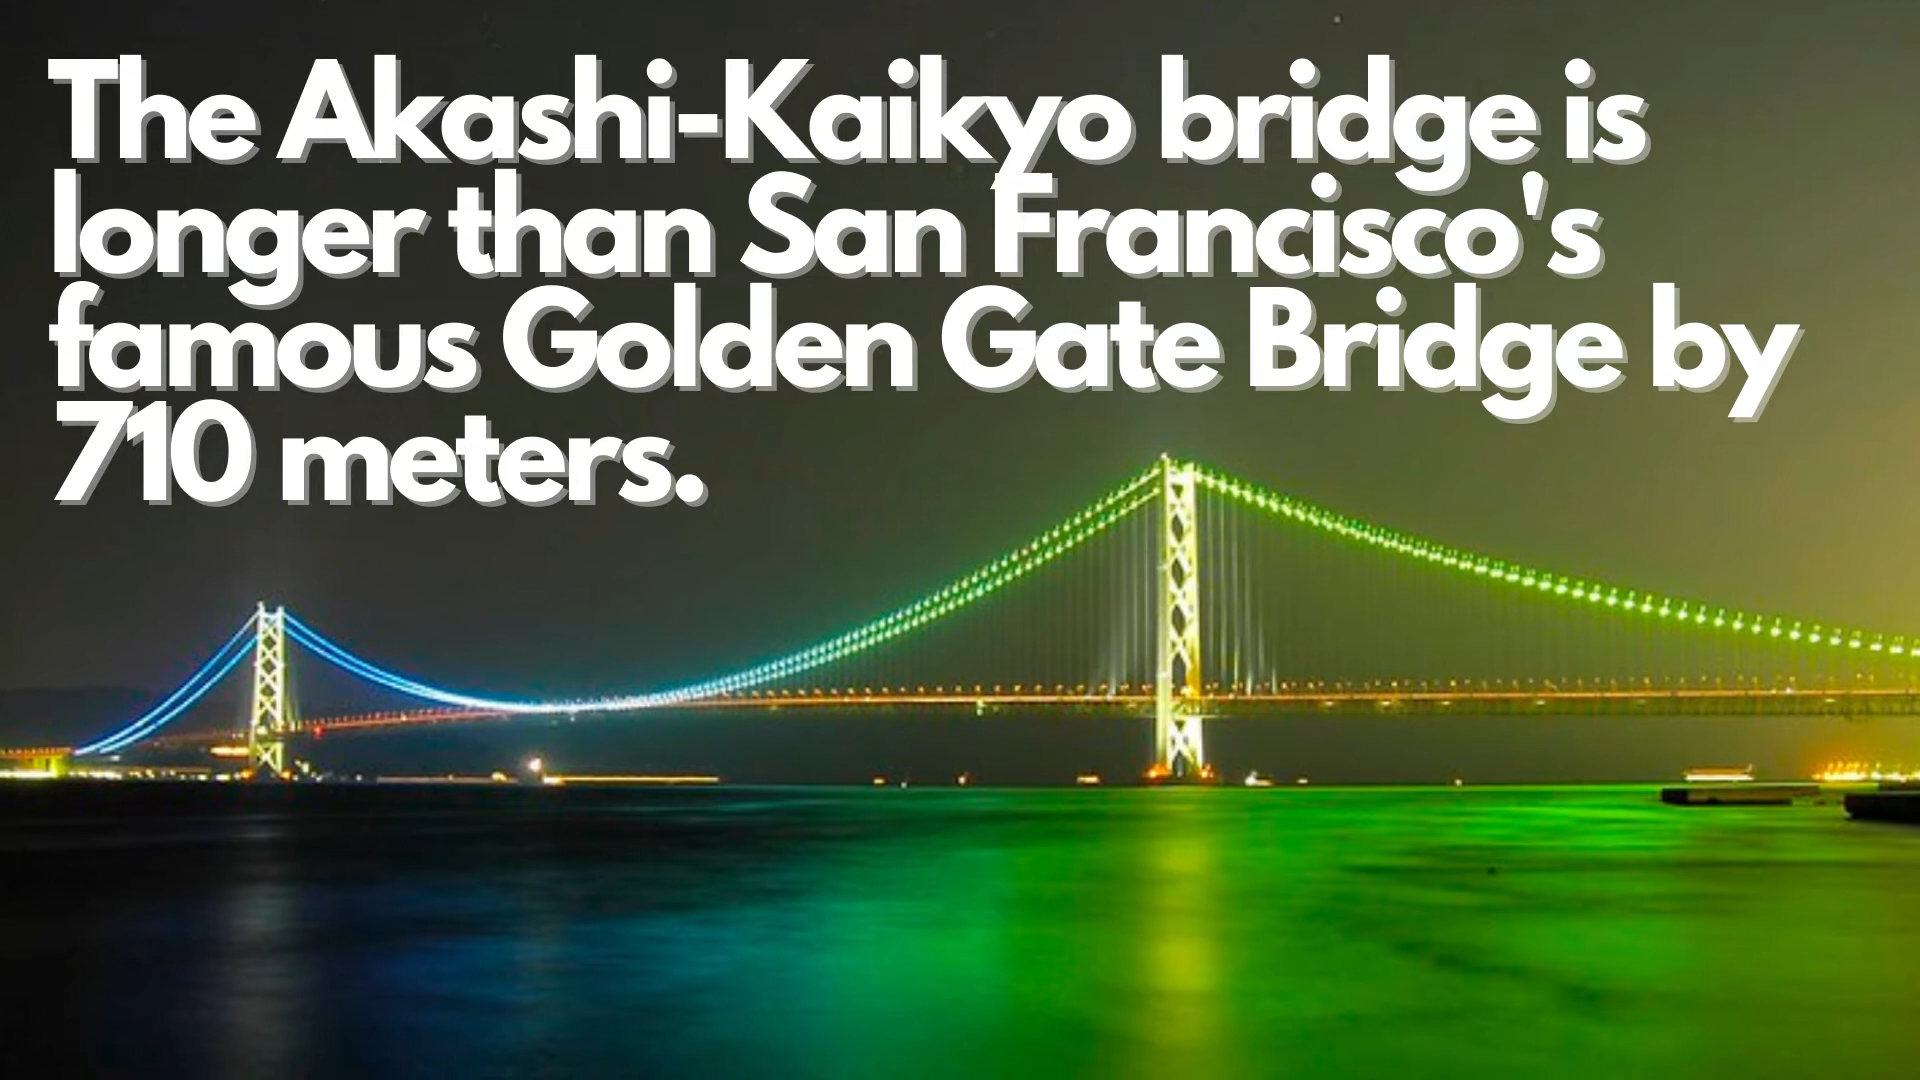 The Akashi-Kaikyo bridge is
longer than San Francisco's
famous Golden Gate Bridge by
710 meters.